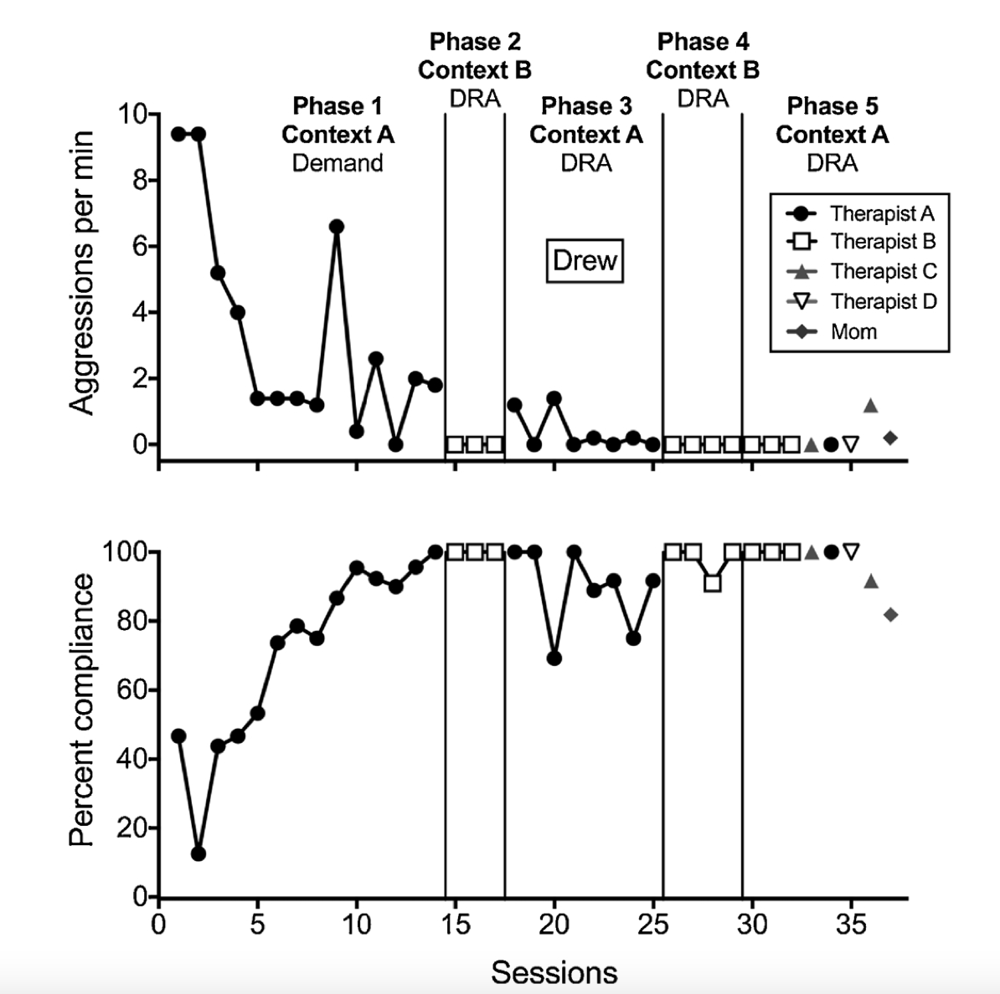 Phase 2
Context B
DRA
Phase 4
Context B
DRA
Phase 1
Context A
Demand
Phase 3
Context A
DRA
Phase 5
Context A
DRA
Aggressions per min
10
8
6
4
2
0
Drew
Therapist A
Therapist B
Therapist C
Therapist D
Mom
Percent compliance
100
80
60
40
20
0
0 5 10 15 20 25 30 35
Sessions